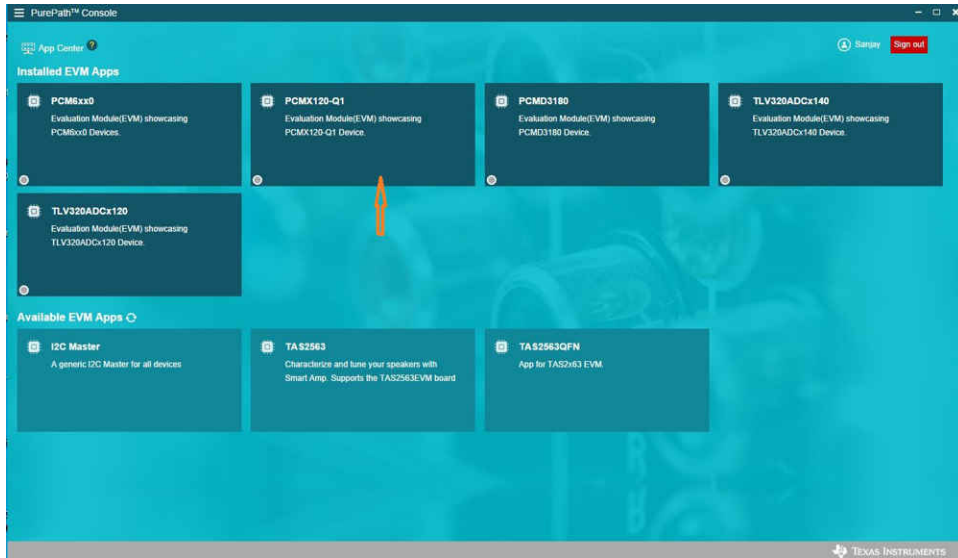 PurePath™ Console
App Center ?
Sanjay
Sign out
Installed EVM Apps
PCM6xx0
Evaluation Module(EVM) showcasing
PCM6xx0 Devices.
PCMX120-Q1
Evaluation Module(EVM) showcasing
PCMX120-Q1 Device.
PCMD3180
Evaluation Module(EVM) showcasing
PCMD3180 Device.
TLV320ADCx140
Evaluation Module(EVM) showcasing
TLV320ADCx140 Device.
TLV320ADCx120
Evaluation Module(EVM) showcasing
TLV320ADCx120 Device.
Available EVM Apps
I2C Master
A generic I2C Master for all devices
TAS2563
Characterize and tune your speakers with
Smart Amp. Supports the TAS2563EVM board
TAS2563QFN
App for TAS2x63 EVM.
TEXAS INSTRUMENTS